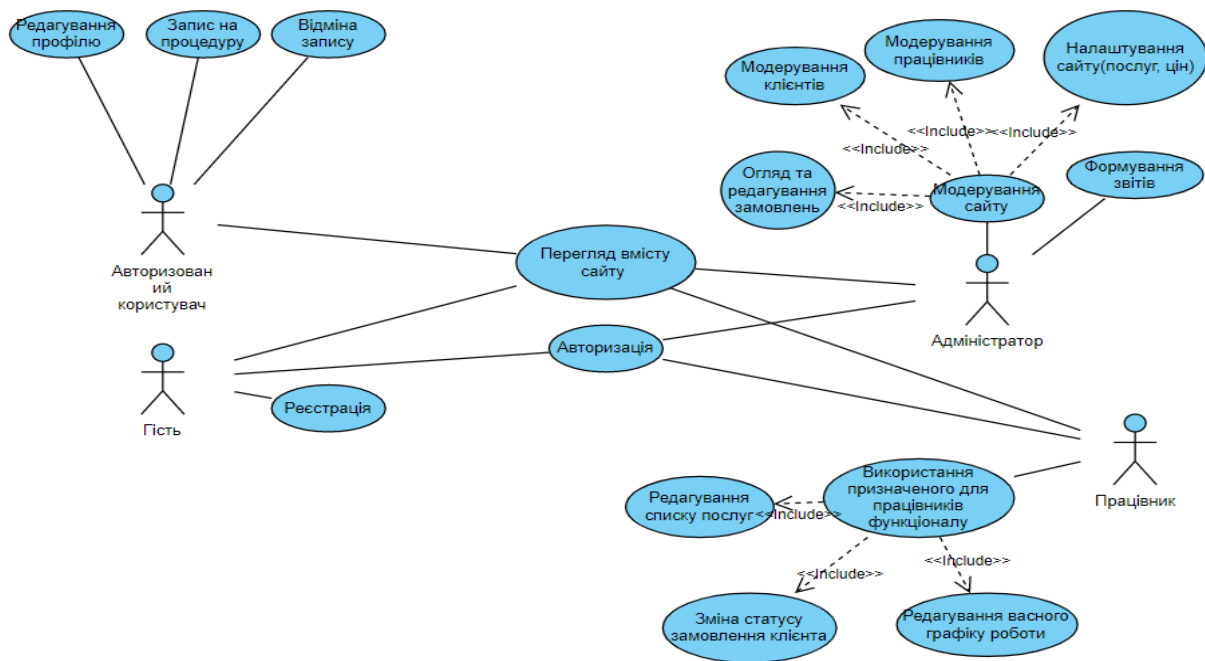 Редагування
профілю
Запис на
процедуру
Відміна
запису
Модерування
клієнтів
Модерування
працівників
Налаштування
сайту(послуг, цін)
<<Include>>
<<Include>>
<<Include>>
Огляд та
редагування
замовлень
<<Include>>
Модерування
сайту
Формування
звітів
Авторизован
ий
користувач
Перегляд вмісту
сайту
Адміністратор
Авторизація
Гість
Реєстрація
Працівник
Використання
призначеного для
працівників
функціоналу
Редагування
списку послуг
<<Include>>
<<Include>>
<<Include>>
Зміна статусу
замовлення клієнта
Редагування васного
графіку роботи